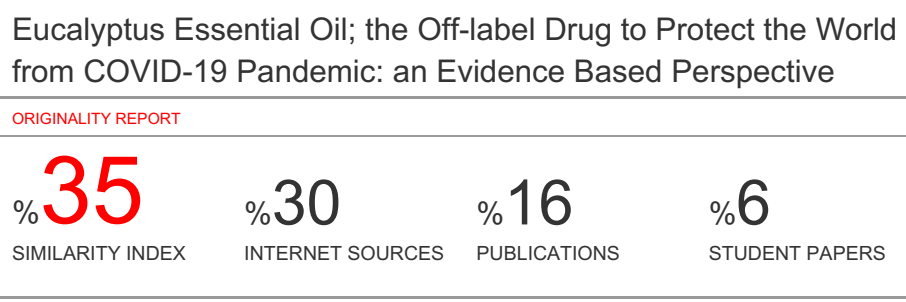 Eucalyptus Essential Oil; the Off-label Drug to Protect the World
from COVID-19 Pandemic: an Evidence Based Perspective
ORIGINALITY REPORT
%35 %30 %16 %6
SIMILARITY INDEX INTERNET SOURCES PUBLICATIONS STUDENT PAPERS